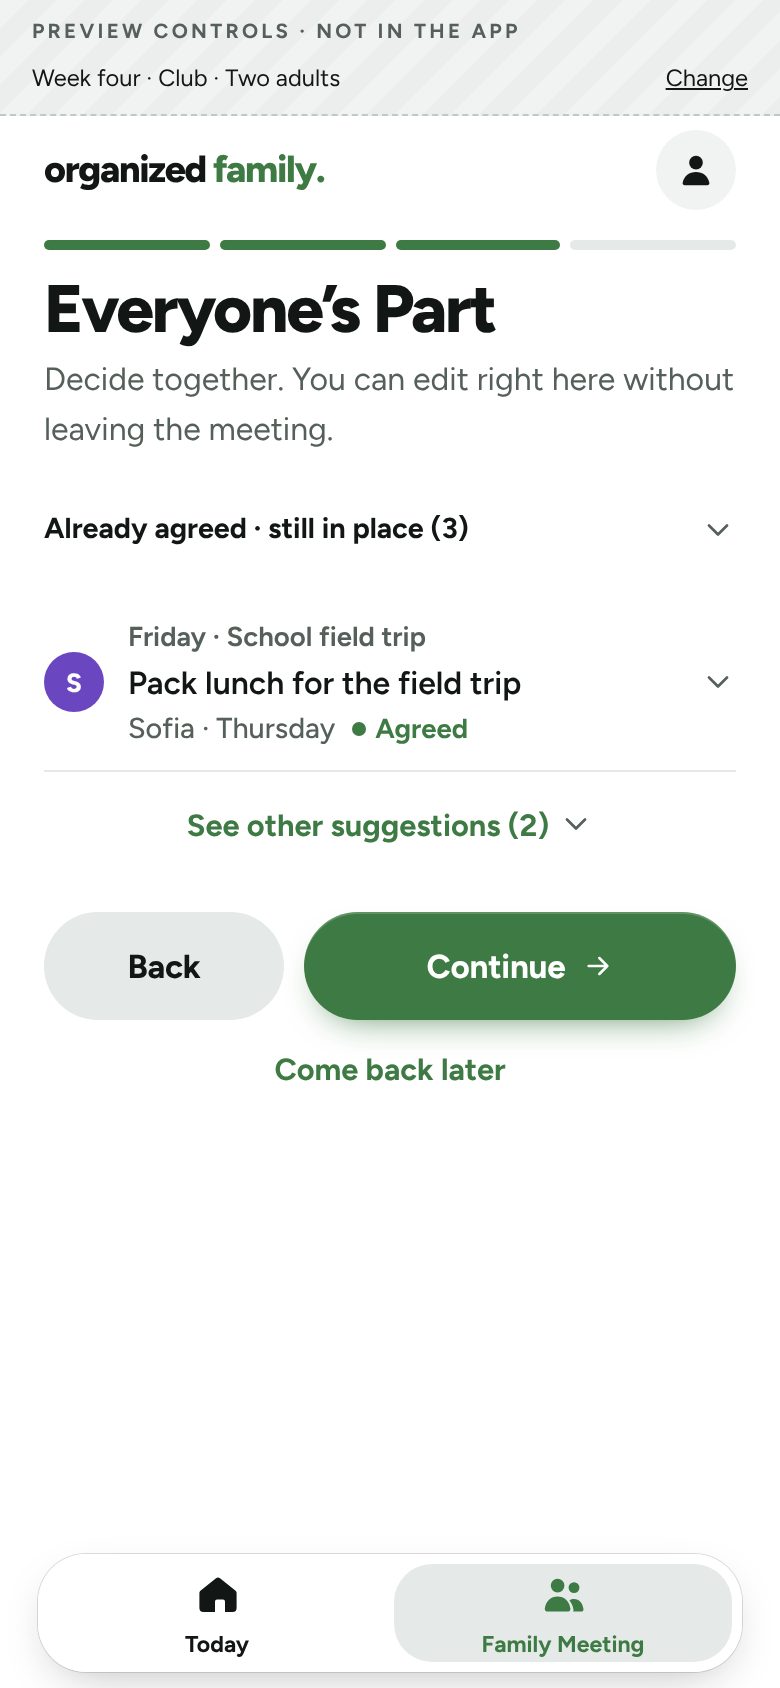 PREVIEW CONTROLS · NOT IN THE APP
Week four · Club · Two adults
Change
organized family.
Everyone’s Part
Decide together. You can edit right here without
leaving the meeting.
Already agreed · still in place (3)
Friday · School field trip
S
Pack lunch for the field trip
Sofia · Thursday ● Agreed
See other suggestions (2)
Back
Continue →
Come back later
Today
Family Meeting